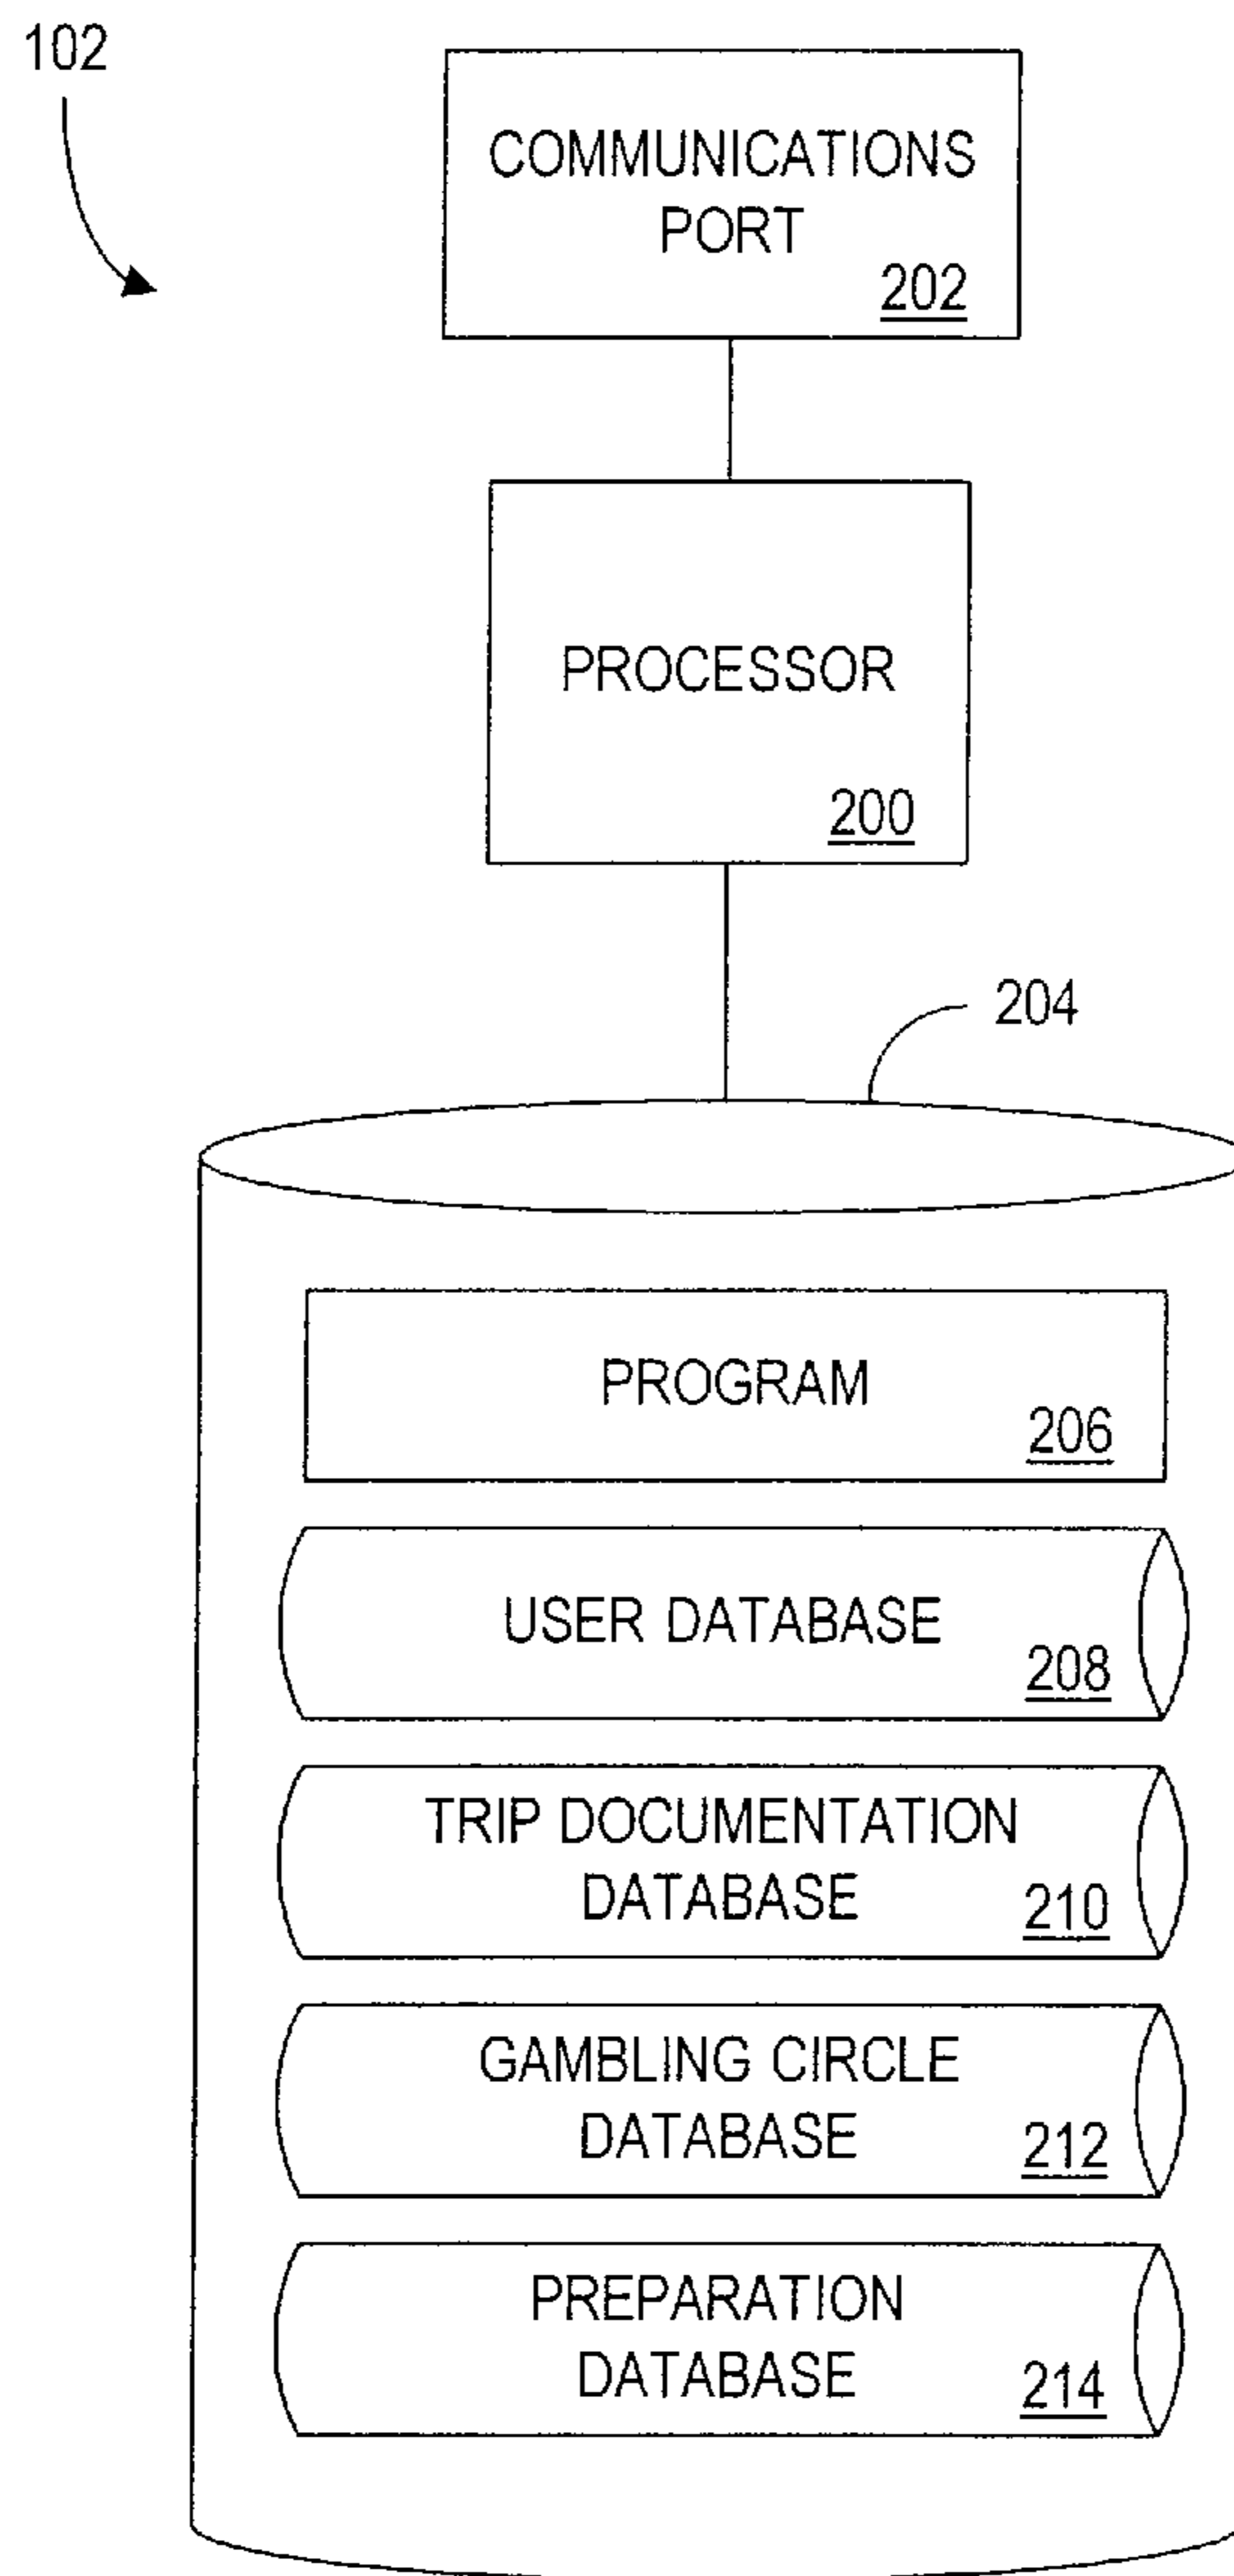 102
COMMUNICATIONS
PORT
202
PROCESSOR
200
204
PROGRAM
206
USER DATABASE
208
TRIP DOCUMENTATION
DATABASE
210
GAMBLING CIRCLE
DATABASE
212
PREPARATION
DATABASE
214